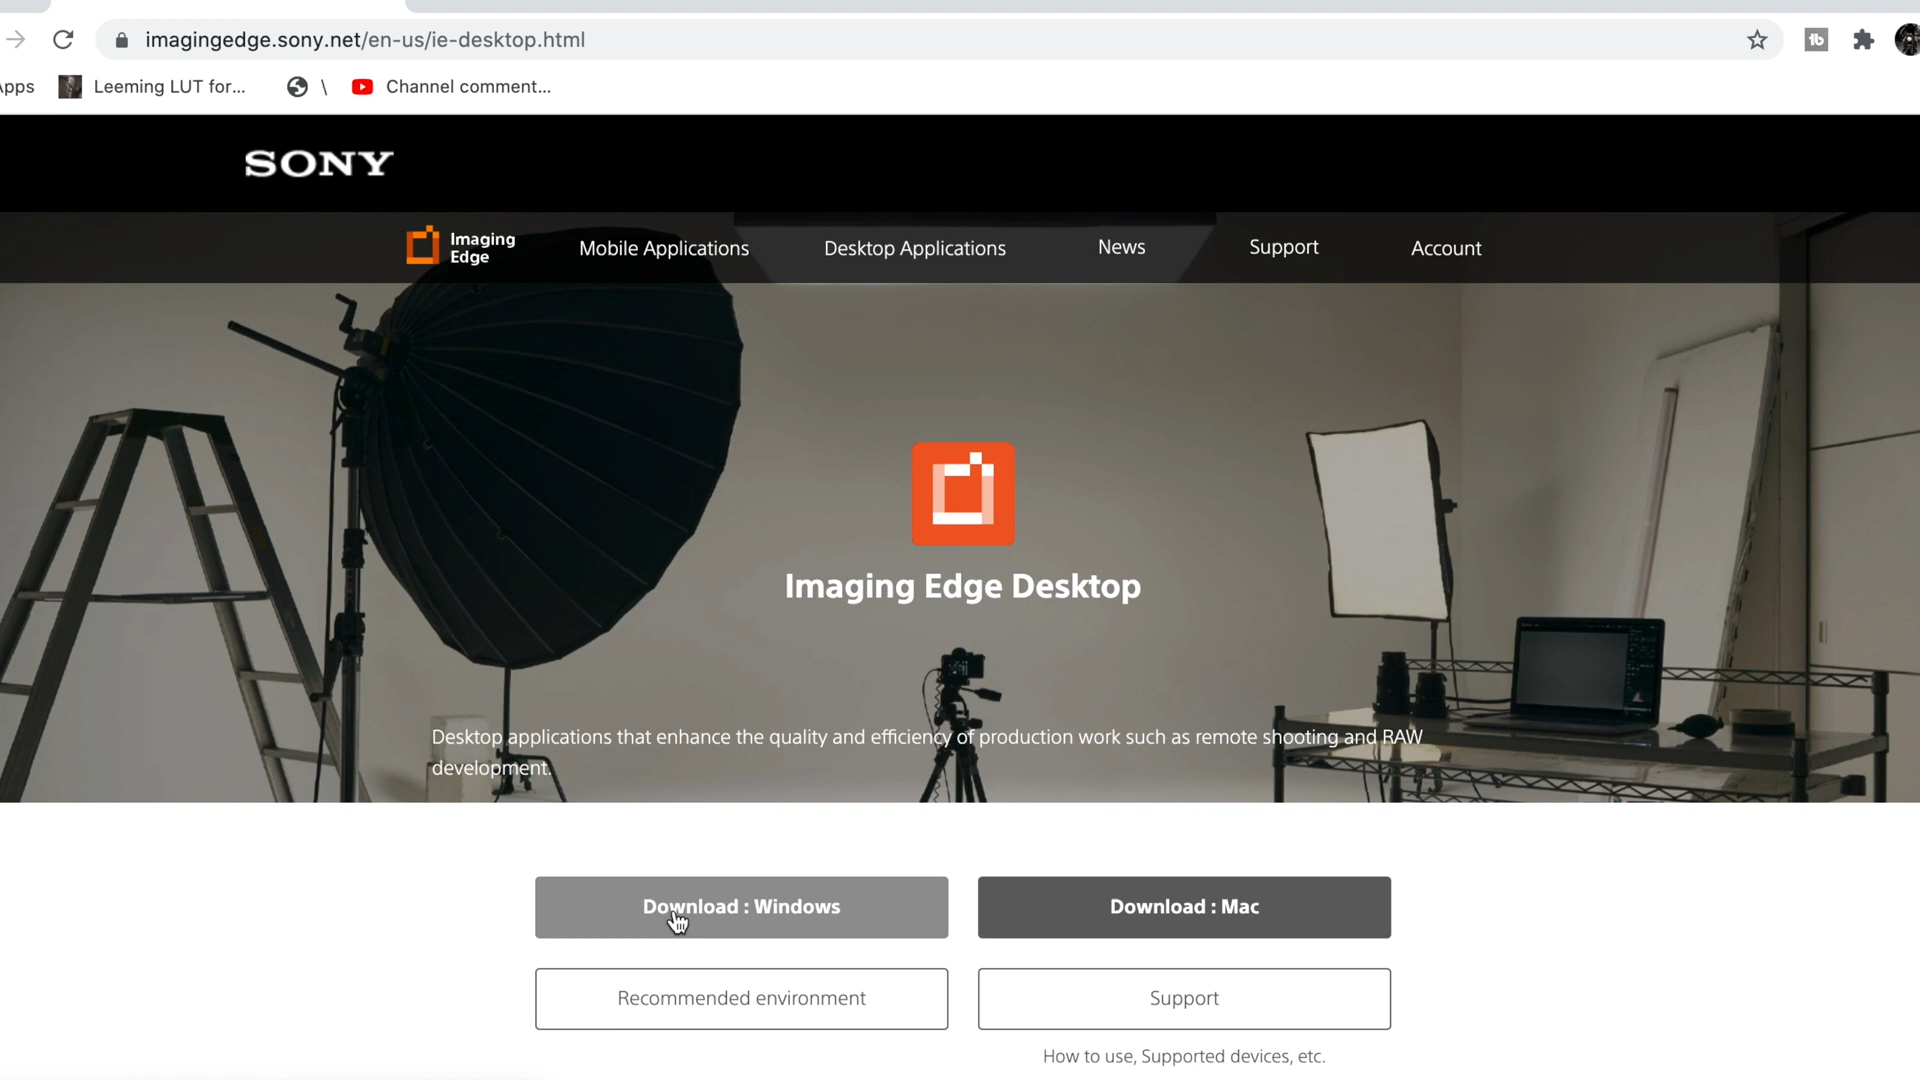 imagingedge.sony.net/en-us/ie-desktop.html
Leeming LUT for...
\
Channel comment...
SONY
Imaging
Edge
Mobile Applications
Desktop Applications
News
Support
Account
Imaging Edge Desktop
Desktop applications that enhance the quality and efficiency of production work such as remote shooting and RAW
development.
Download : Windows
Download : Mac
Recommended environment
Support
How to use, Supported devices, etc.